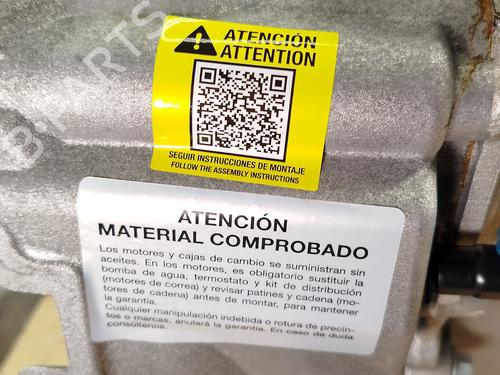 ATENCIÓN
ATTENTION
SEGUIR INSTRUCCIONES DE MONTAJE
FOLLOW THE ASSEMBLY INSTRUCTIONS
ATENCIÓN
MATERIAL COMPROBADO
Los motores y cajas de cambio se suministran sin
aceites. En los motores, es obligatorio sustituir la
bomba de agua, termostato y kit de distribución
(motores de correa) y revisar patines y cadena (mo-
tores de cadena) antes de montar, para mantener
la garantía.
Cualquier manipulación indebida o rotura de precin-
tos o marcas, anulará la garantía. En caso de duda
consúltenos.